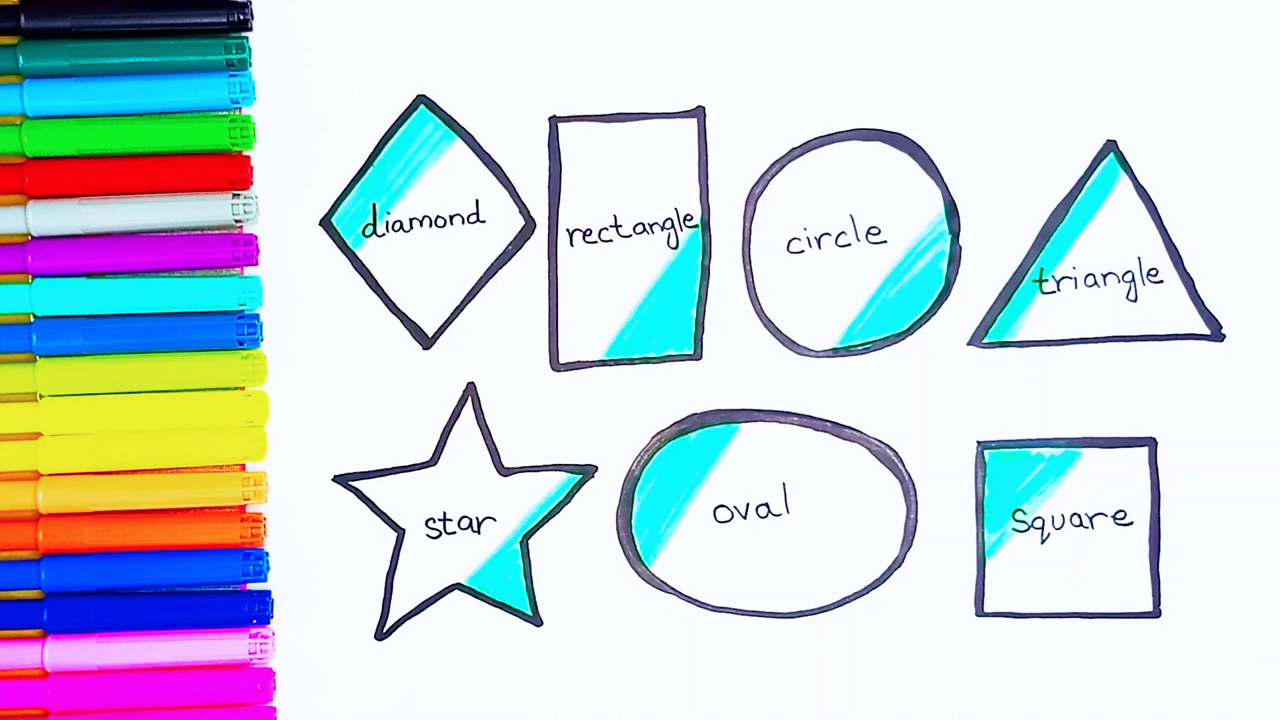 diamond
rectangle
circle
triangle
star
oval
square